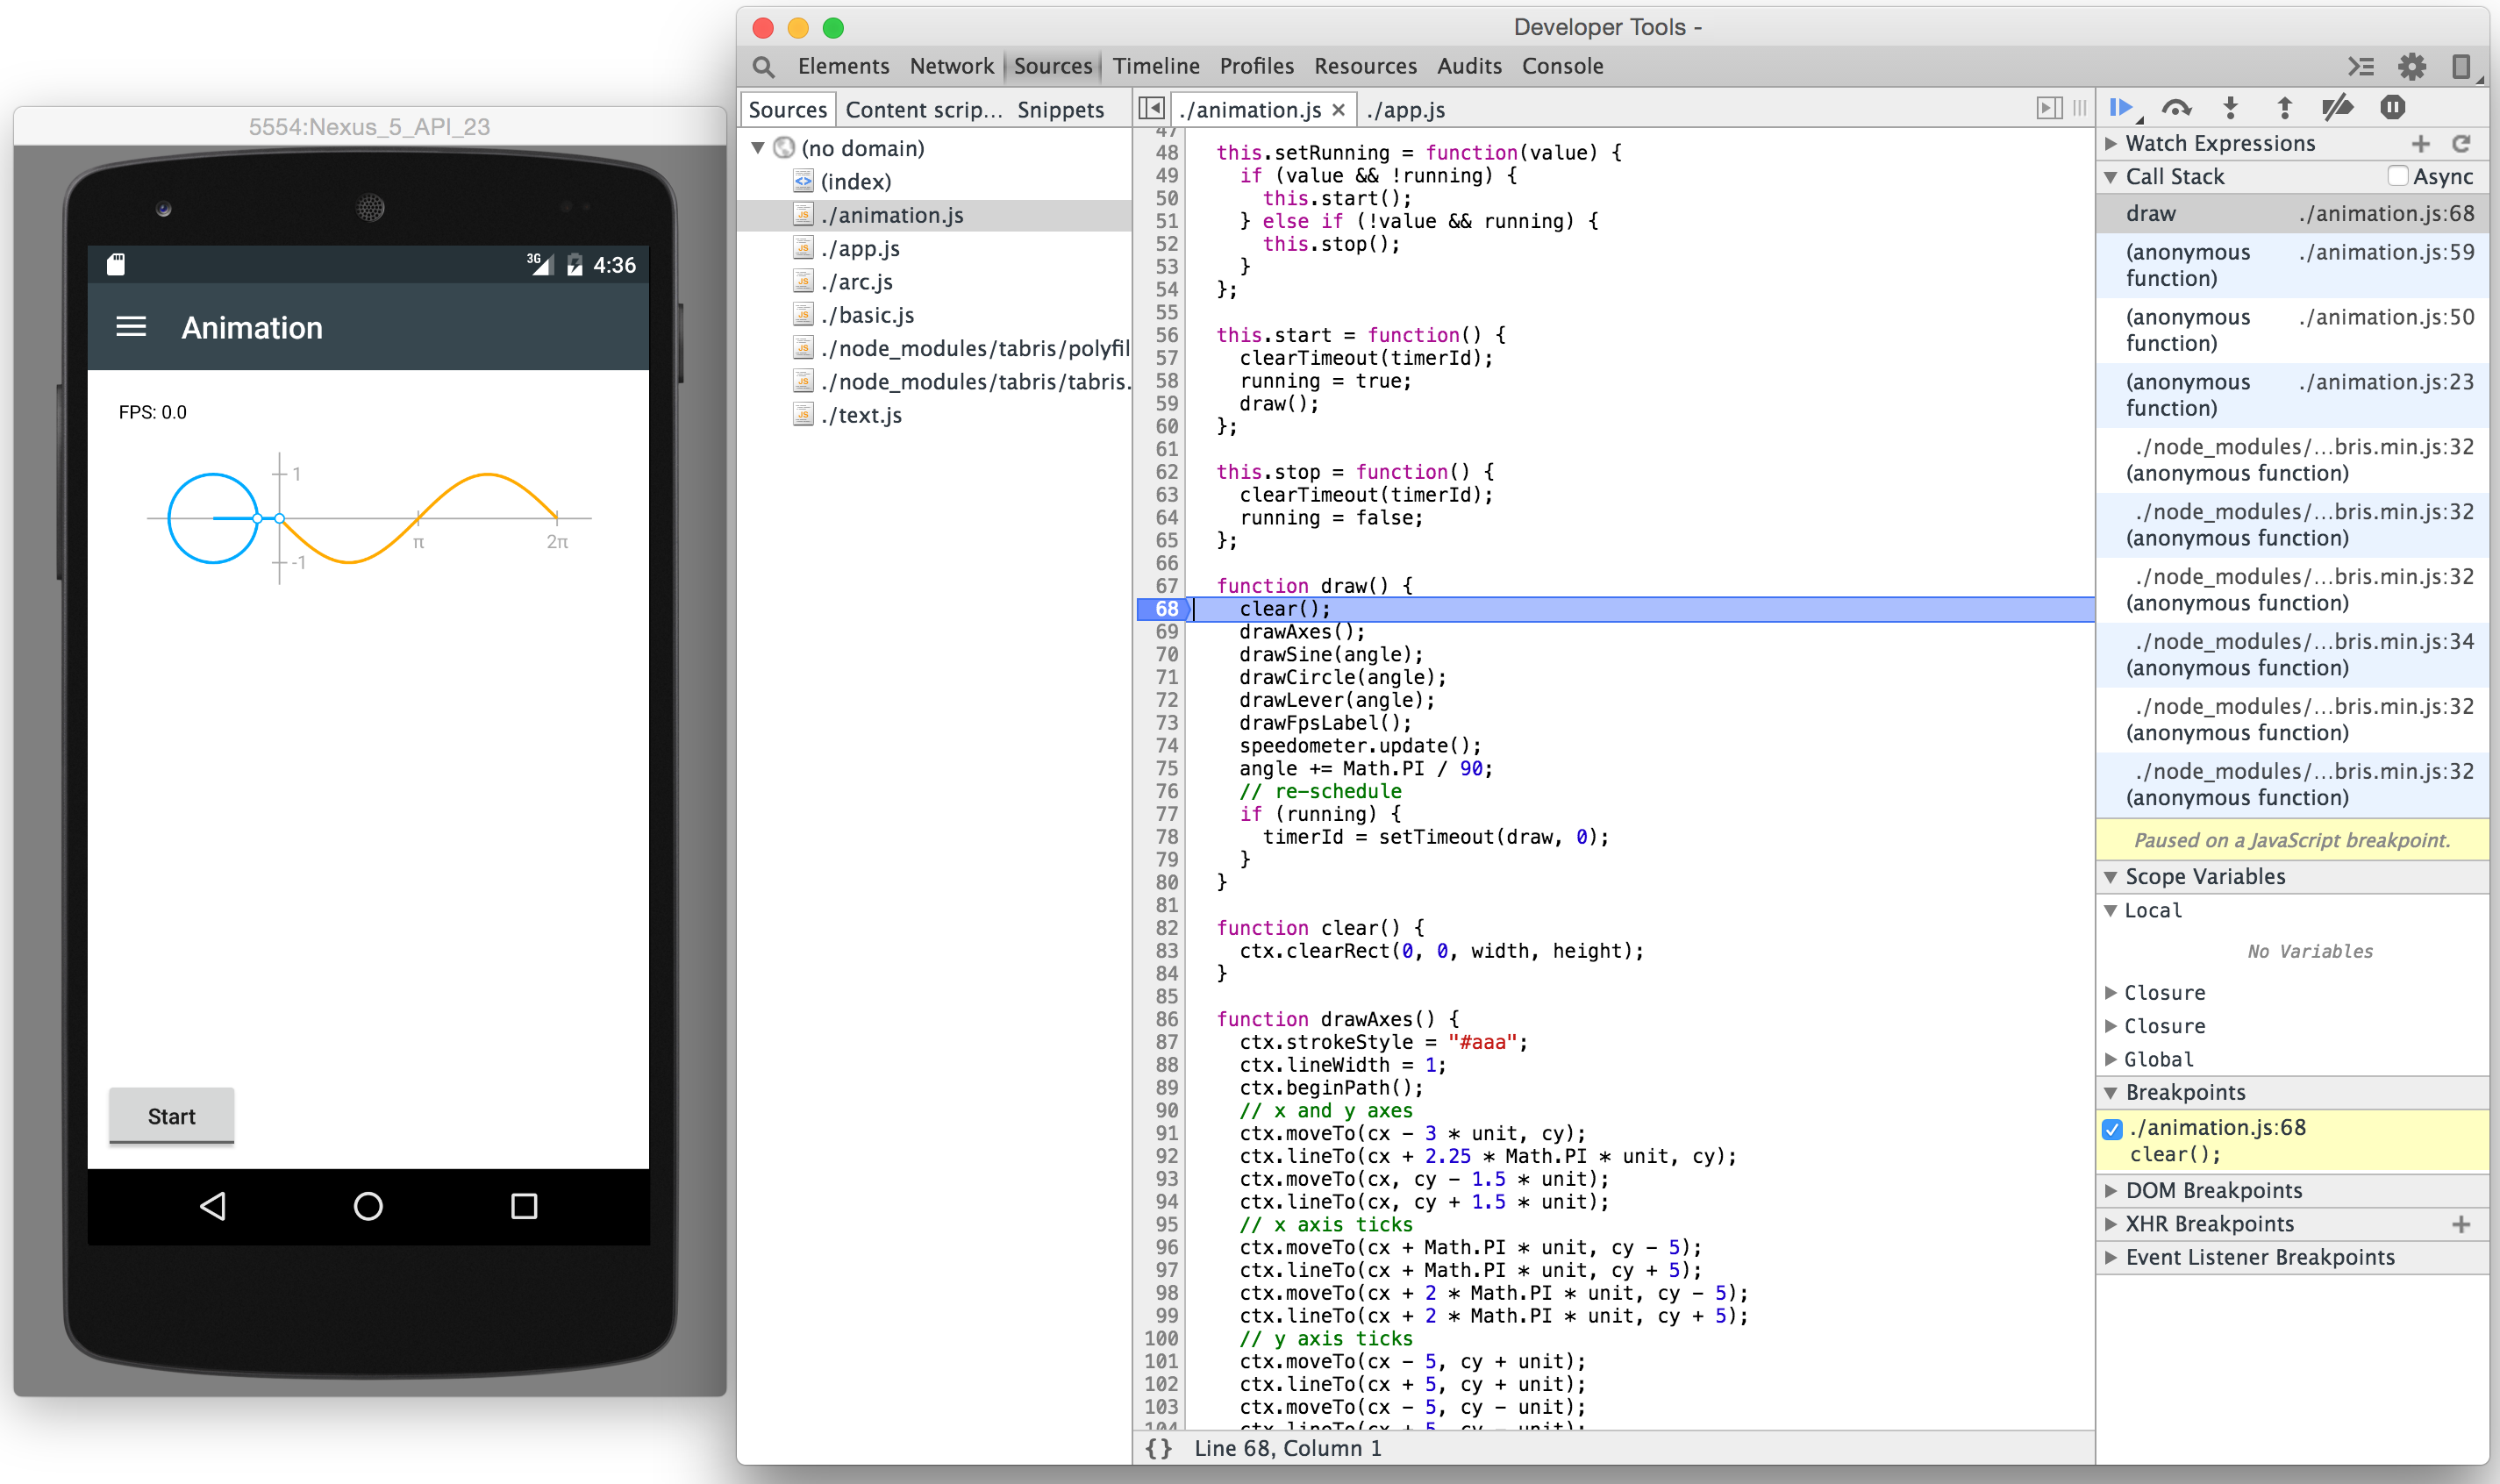 5554:Nexus_5_API_23
3G 4:36
Animation
FPS: 0.0
1
π
2π
-1
Start
Developer Tools -
Elements Network Sources Timeline Profiles Resources Audits Console
Sources Content scrip... Snippets
(no domain)
(index)
./animation.js
./app.js
./arc.js
./basic.js
./node_modules/tabris/polyfil
./node_modules/tabris/tabris.
./text.js
./animation.js × ./app.js
47
48 this.setRunning = function(value) {
49 if (value && !running) {
50 this.start();
51 } else if (!value && running) {
52 this.stop();
53 }
54 };
55
56 this.start = function() {
57 clearTimeout(timerId);
58 running = true;
59 draw();
60 };
61
62 this.stop = function() {
63 clearTimeout(timerId);
64 running = false;
65 };
66
67 function draw() {
68 clear();
69 drawAxes();
70 drawSine(angle);
71 drawCircle(angle);
72 drawLever(angle);
73 drawFpsLabel();
74 speedometer.update();
75 angle += Math.PI / 90;
76 // re-schedule
77 if (running) {
78 timerId = setTimeout(draw, 0);
79 }
80 }
81
82 function clear() {
83 ctx.clearRect(0, 0, width, height);
84 }
85
86 function drawAxes() {
87 ctx.strokeStyle = "#aaa";
88 ctx.lineWidth = 1;
89 ctx.beginPath();
90 // x and y axes
91 ctx.moveTo(cx - 3 * unit, cy);
92 ctx.lineTo(cx + 2.25 * Math.PI * unit, cy);
93 ctx.moveTo(cx, cy - 1.5 * unit);
94 ctx.lineTo(cx, cy + 1.5 * unit);
95 // x axis ticks
96 ctx.moveTo(cx + Math.PI * unit, cy - 5);
97 ctx.lineTo(cx + Math.PI * unit, cy + 5);
98 ctx.moveTo(cx + 2 * Math.PI * unit, cy - 5);
99 ctx.lineTo(cx + 2 * Math.PI * unit, cy + 5);
100 // y axis ticks
101 ctx.moveTo(cx - 5, cy + unit);
102 ctx.lineTo(cx + 5, cy + unit);
103 ctx.moveTo(cx - 5, cy - unit);
104 ctx.lineTo(cx + 5, cy - unit);
{} Line 68, Column 1
Watch Expressions
Call Stack Async
draw ./animation.js:68
(anonymous ./animation.js:59
function)
(anonymous ./animation.js:50
function)
(anonymous ./animation.js:23
function)
./node_modules/...bris.min.js:32
(anonymous function)
./node_modules/...bris.min.js:32
(anonymous function)
./node_modules/...bris.min.js:32
(anonymous function)
./node_modules/...bris.min.js:34
(anonymous function)
./node_modules/...bris.min.js:32
(anonymous function)
./node_modules/...bris.min.js:32
(anonymous function)
Paused on a JavaScript breakpoint.
Scope Variables
Local
No Variables
Closure
Closure
Global
Breakpoints
./animation.js:68
clear();
DOM Breakpoints
XHR Breakpoints
Event Listener Breakpoints